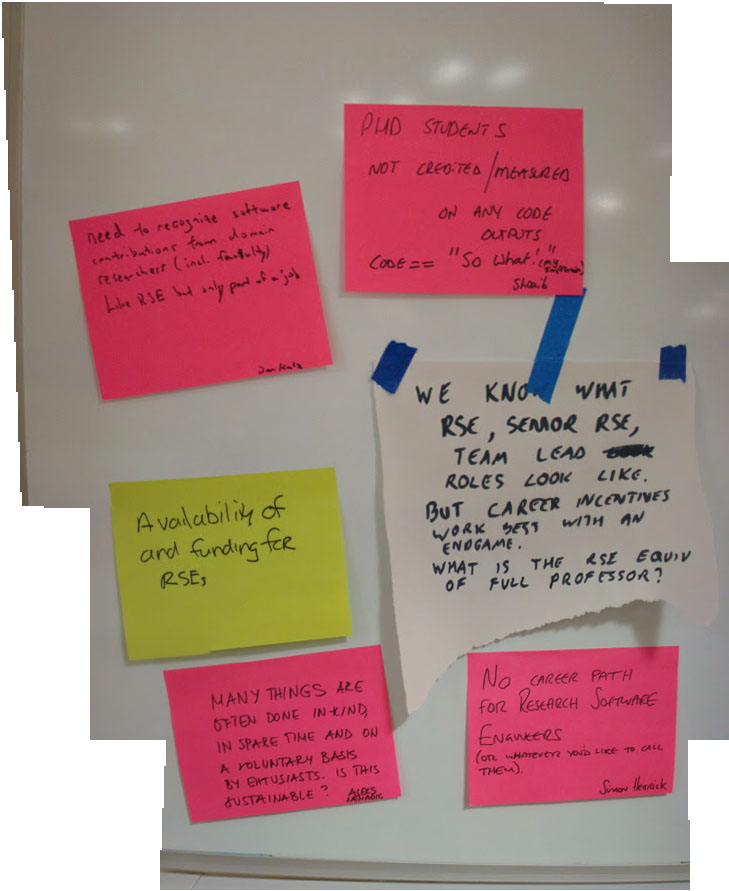 PHD STUDENTS
NOT CREDITED/MEASURED
ON ANY CODE
OUTPUTS
CODE == "SO WHAT!" (my
impression)
Shoaib
need to recognize software
contributions from domain
researchers (incl. faculty)
Like RSE but only part of a job
Dan Katz
WE KNOW WHAT
RSE, SENIOR RSE,
TEAM LEAD
ROLES LOOK LIKE.
BUT CAREER INCENTIVES
WORK BEST WITH AN
ENDGAME.
WHAT IS THE RSE EQUIV
OF FULL PROFESSOR?
Availability of
and funding for
RSEs
MANY THINGS ARE
OFTEN DONE IN-KIND,
IN SPARE TIME AND ON
A VOLUNTARY BASIS
BY ENTUSIASTS. IS THIS
SUSTAINABLE? ALEKS
NENADIC
NO CAREER PATH
FOR RESEARCH SOFTWARE
ENGINEERS
(OR WHATEVER YOU'D LIKE TO CALL
THEM).
Simon Hettrick